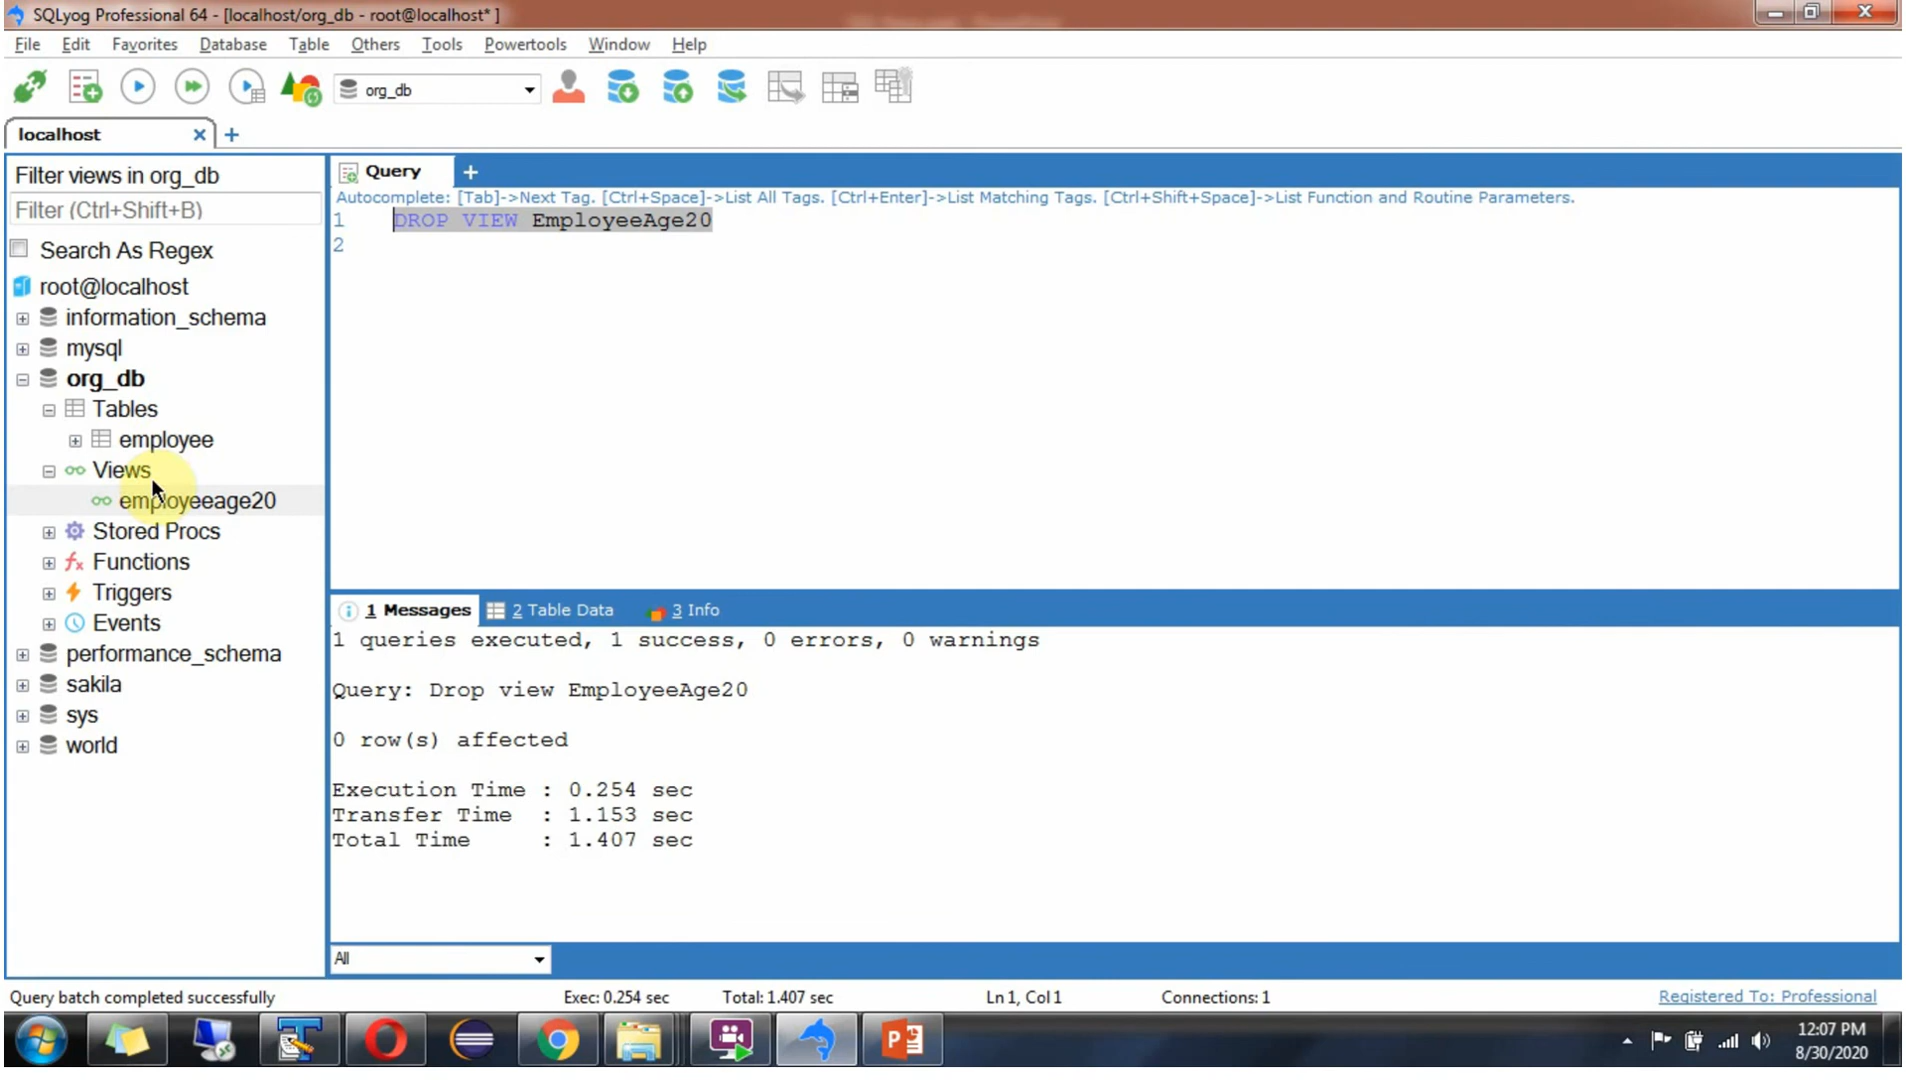 SQLyog Professional 64 - [localhost/org_db - root@localhost* ]
File Edit Favorites Database Table Others Tools Powertools Window Help
org_db
localhost
Filter views in org_db
Filter (Ctrl+Shift+B)
Search As Regex
root@localhost
information_schema
mysql
org_db
Tables
employee
Views
employeeage20
Stored Procs
Functions
Triggers
Events
performance_schema
sakila
sys
world
Query
Autocomplete: [Tab]->Next Tag. [Ctrl+Space]->List All Tags. [Ctrl+Enter]->List Matching Tags. [Ctrl+Shift+Space]->List Function and Routine Parameters.
1 DROP VIEW EmployeeAge20
2
1 Messages 2 Table Data 3 Info
1 queries executed, 1 success, 0 errors, 0 warnings
Query: Drop view EmployeeAge20
0 row(s) affected
Execution Time : 0.254 sec
Transfer Time : 1.153 sec
Total Time : 1.407 sec
All
Query batch completed successfully Exec: 0.254 sec Total: 1.407 sec Ln 1, Col 1 Connections: 1 Registered To: Professional
12:07 PM
8/30/2020